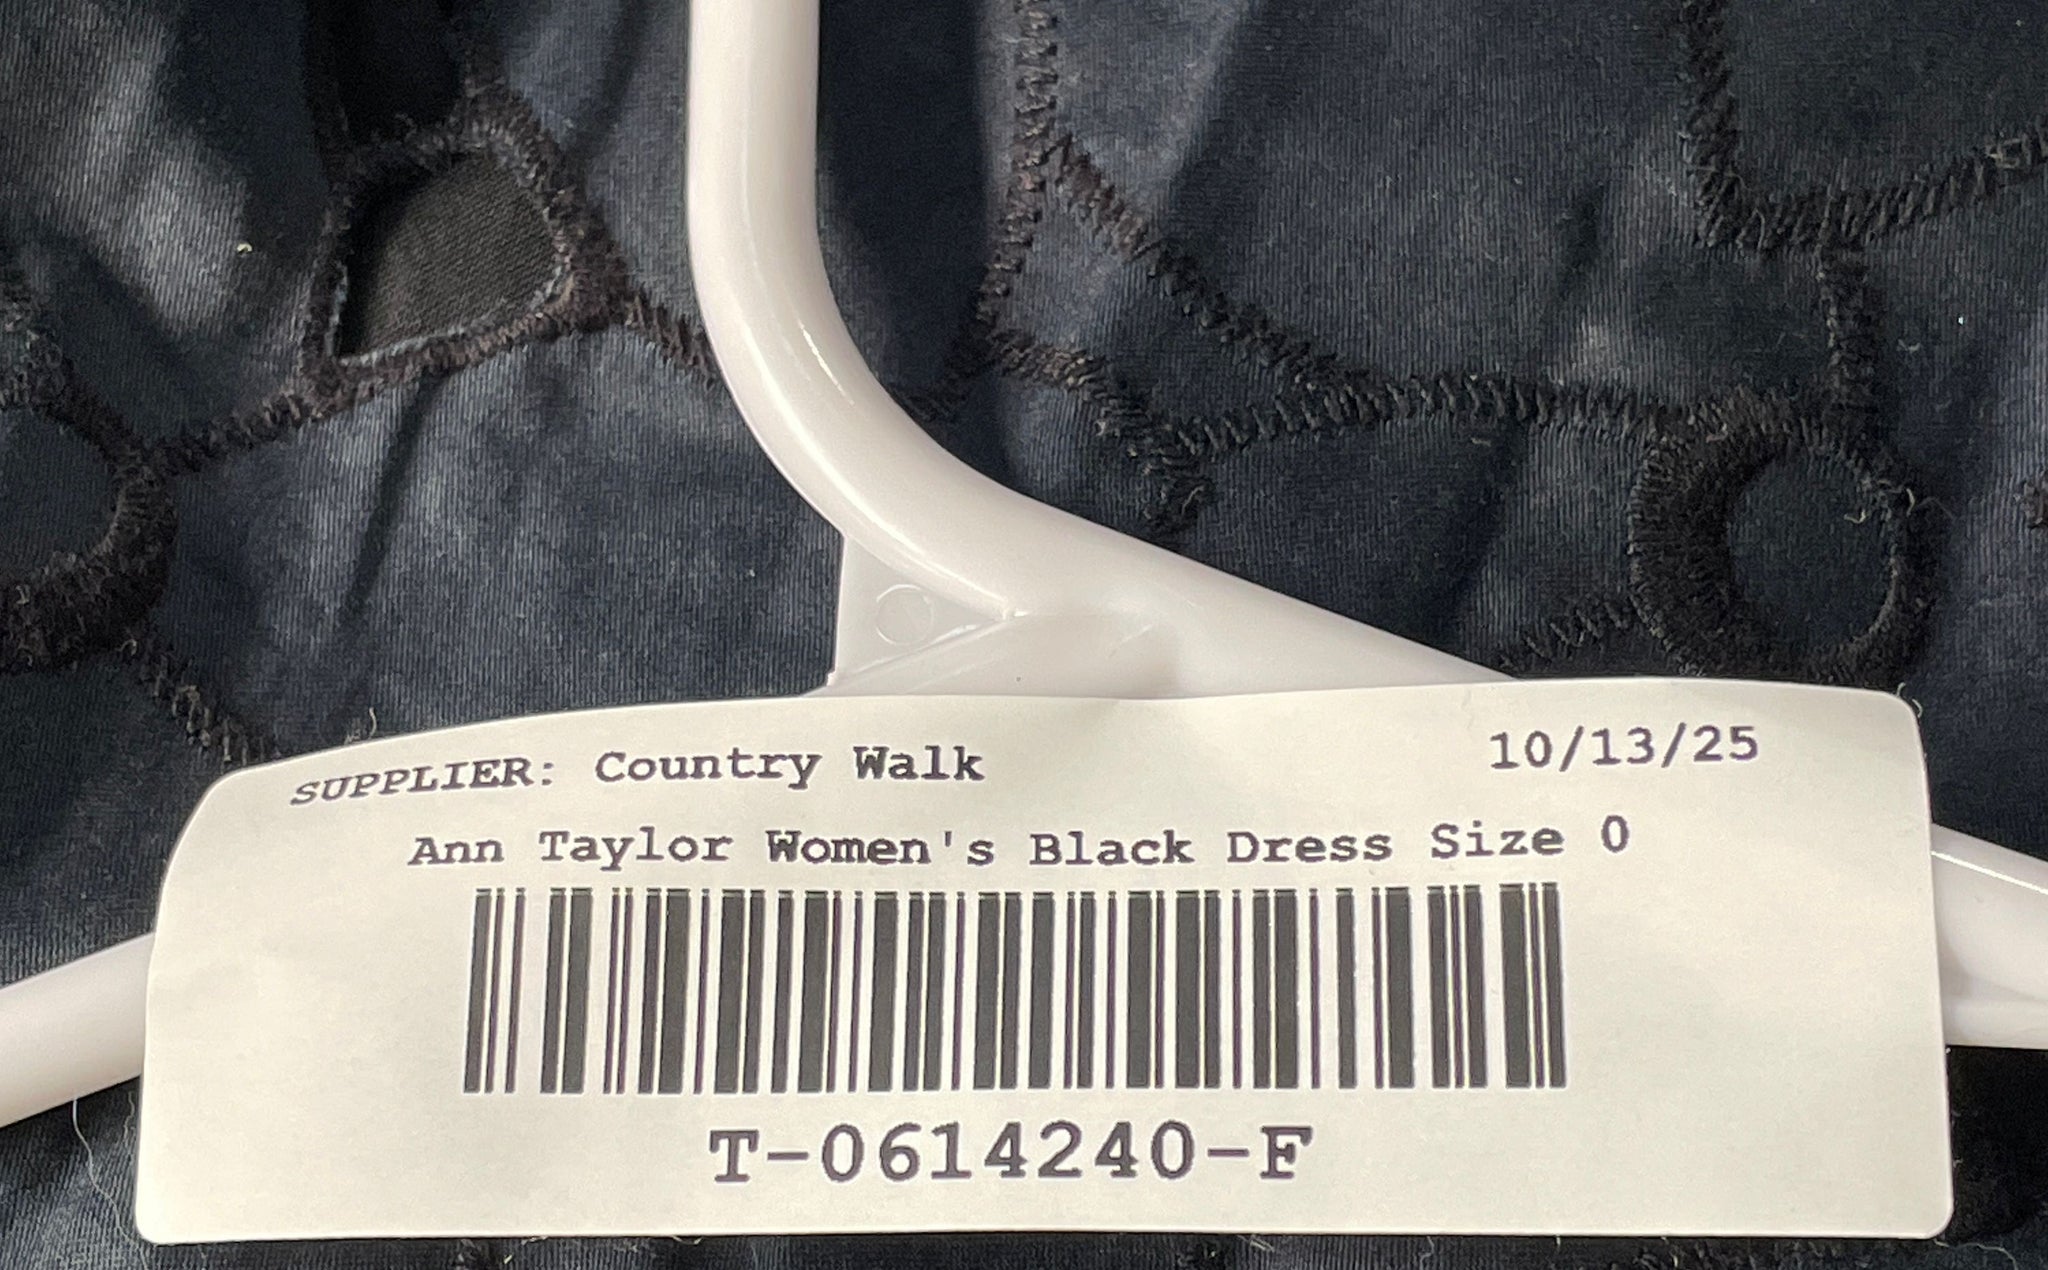 SUPPLIER: Country Walk 10/13/25
Ann Taylor Women's Black Dress Size 0
T-0614240-F